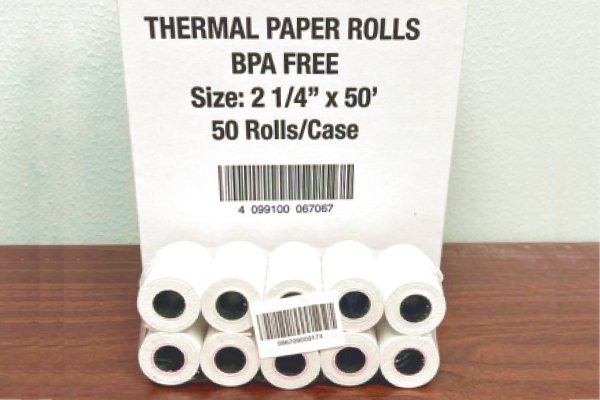 THERMAL PAPER ROLLS
BPA FREE
Size: 2 1/4” x 50’
50 Rolls/Case
4 099100 067067